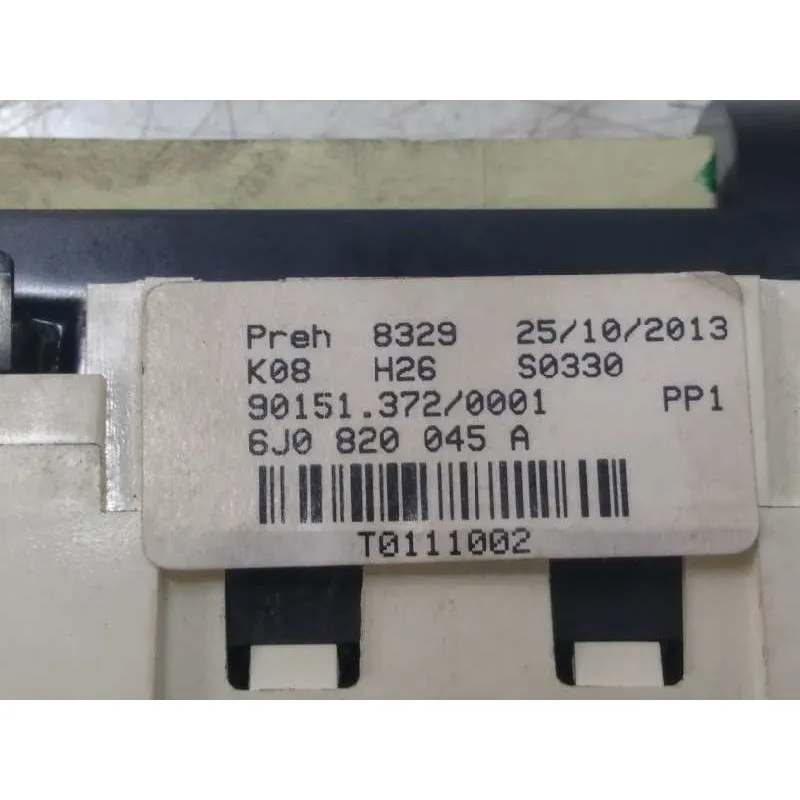 Preh 8329 25/10/2013
K08 H26 S0330
90151.372/0001 PP1
6J0 820 045 A
T0111002